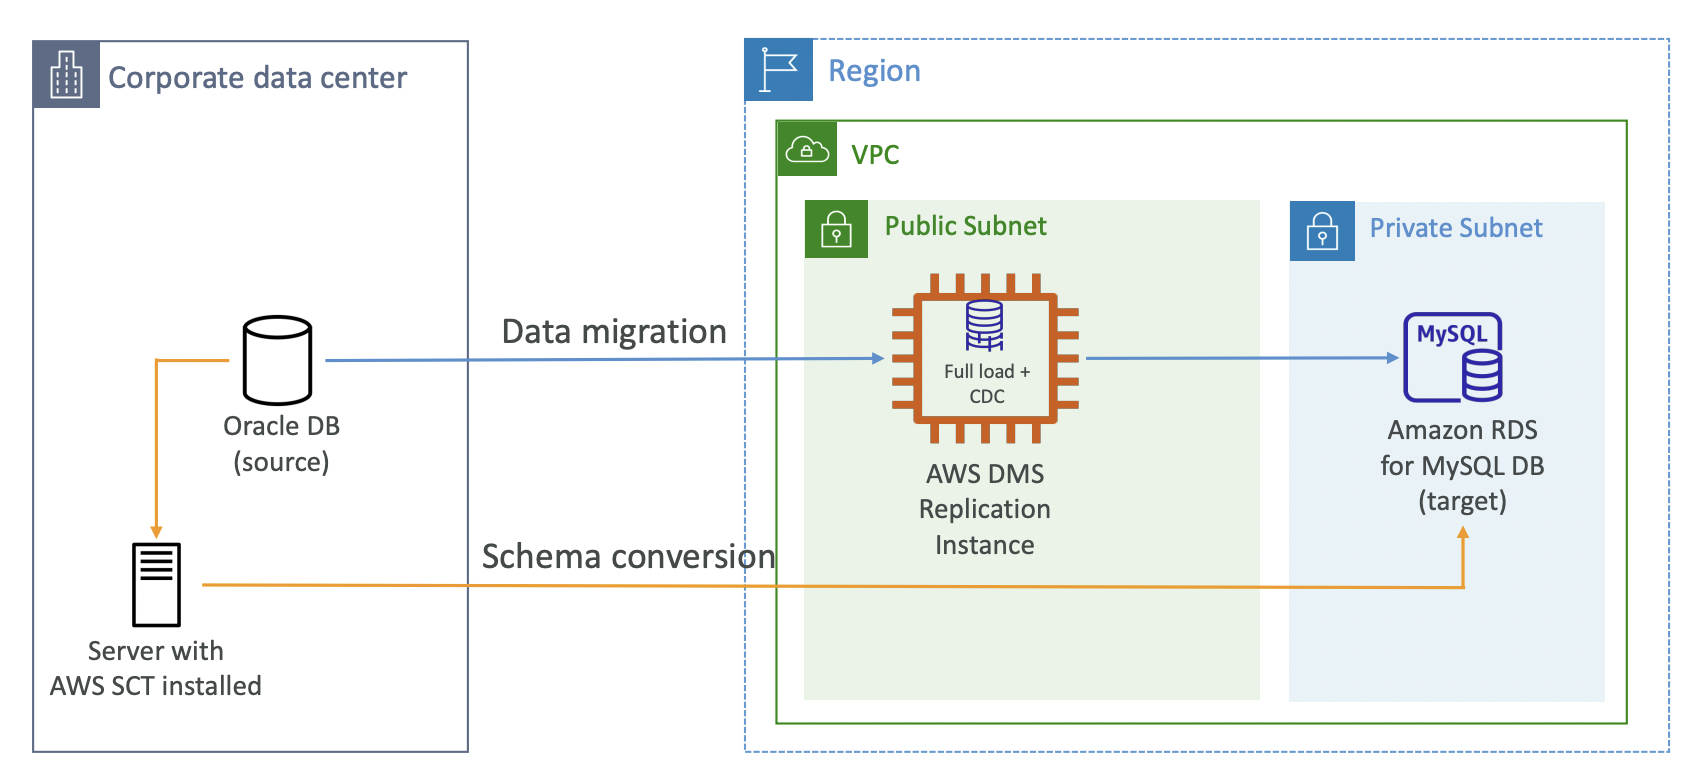 Corporate data center
Region
VPC
Public Subnet
Private Subnet
Data migration
Full load +
CDC
MySQL
Oracle DB
(source)
AWS DMS
Replication
Instance
Amazon RDS
for MySQL DB
(target)
Schema conversion
Server with
AWS SCT installed